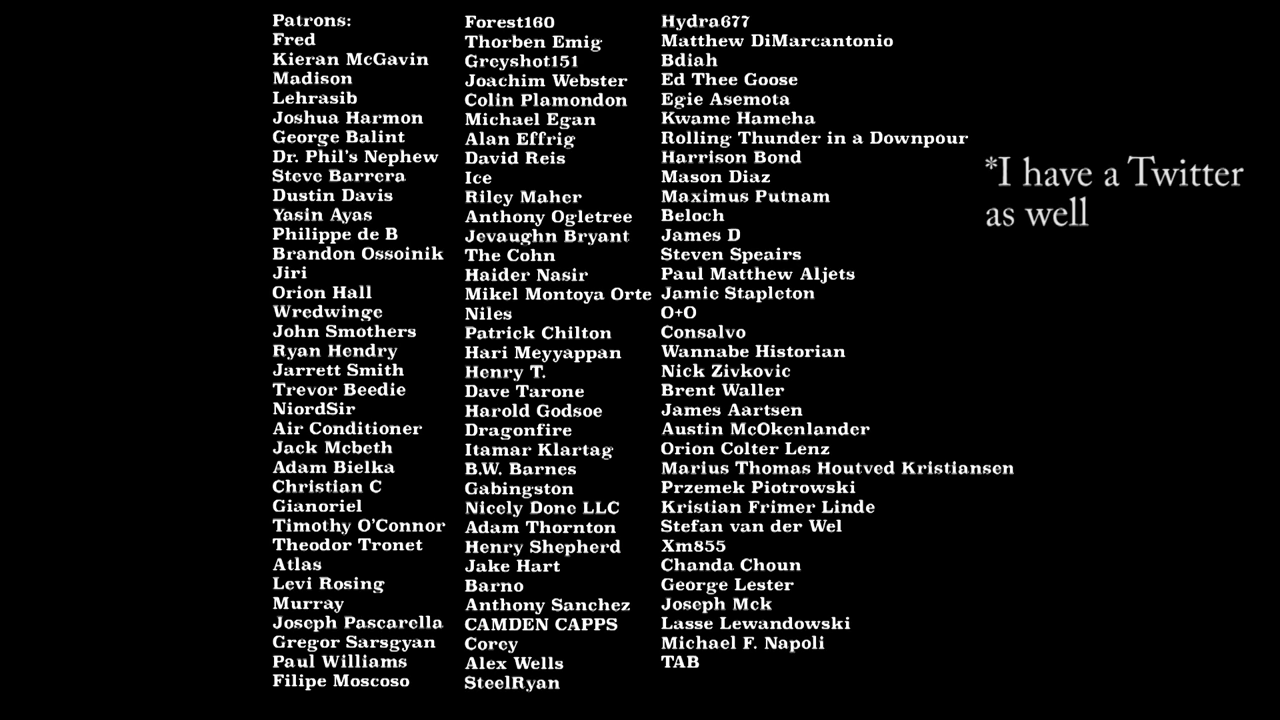 Patrons:
Fred
Kieran McGavin
Madison
Lehrasib
Joshua Harmon
George Balint
Dr. Phil's Nephew
Steve Barrera
Dustin Davis
Yasin Ayas
Philippe de B
Brandon Ossoinik
Jiri
Orion Hall
Wredwinge
John Smothers
Ryan Hendry
Jarrett Smith
Trevor Beedie
NiordSir
Air Conditioner
Jack Mcbeth
Adam Bielka
Christian C
Gianoriel
Timothy O'Connor
Theodor Tronet
Atlas
Levi Rosing
Murray
Joseph Pascarella
Gregor Sarsgyan
Paul Williams
Filipe Moscoso
Forest160
Thorben Emig
Greyshot151
Joachim Webster
Colin Plamondon
Michael Egan
Alan Effrig
David Reis
Ice
Riley Maher
Anthony Ogletree
Jevaughn Bryant
The Cohn
Haider Nasir
Mikel Montoya Orte
Niles
Patrick Chilton
Hari Meyyappan
Henry T.
Dave Tarone
Harold Godsoe
Dragonfire
Itamar Klartag
B.W. Barnes
Gabingston
Nicely Done LLC
Adam Thornton
Henry Shepherd
Jake Hart
Barno
Anthony Sanchez
CAMDEN CAPPS
Corey
Alex Wells
SteelRyan
Hydra677
Matthew DiMarcantonio
Bdiah
Ed Thee Goose
Egie Asemota
Kwame Hameha
Rolling Thunder in a Downpour
Harrison Bond
Mason Diaz
Maximus Putnam
Beloch
James D
Steven Speairs
Paul Matthew Aljets
Jamie Stapleton
O+O
Consalvo
Wannabe Historian
Nick Zivkovic
Brent Waller
James Aartsen
Austin McOkenlander
Orion Colter Lenz
Marius Thomas Houtved Kristiansen
Przemek Piotrowski
Kristian Frimer Linde
Stefan van der Wel
Xm855
Chanda Choun
George Lester
Joseph Mck
Lasse Lewandowski
Michael F. Napoli
TAB
*I have a Twitter
as well